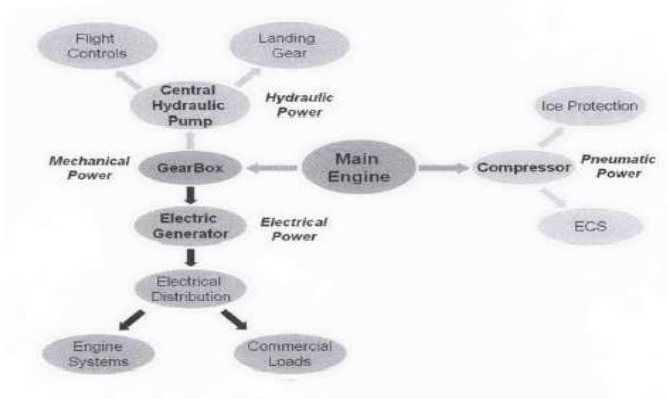 Flight
Controls
Landing
Gear
Central
Hydraulic
Pump
Hydraulic
Power
Ice Protection
Mechanical
Power
GearBox
Main
Engine
Compressor
Pneumatic
Power
Electric
Generator
Electrical
Power
ECS
Electrical
Distribution
Engine
Systems
Commercial
Loads